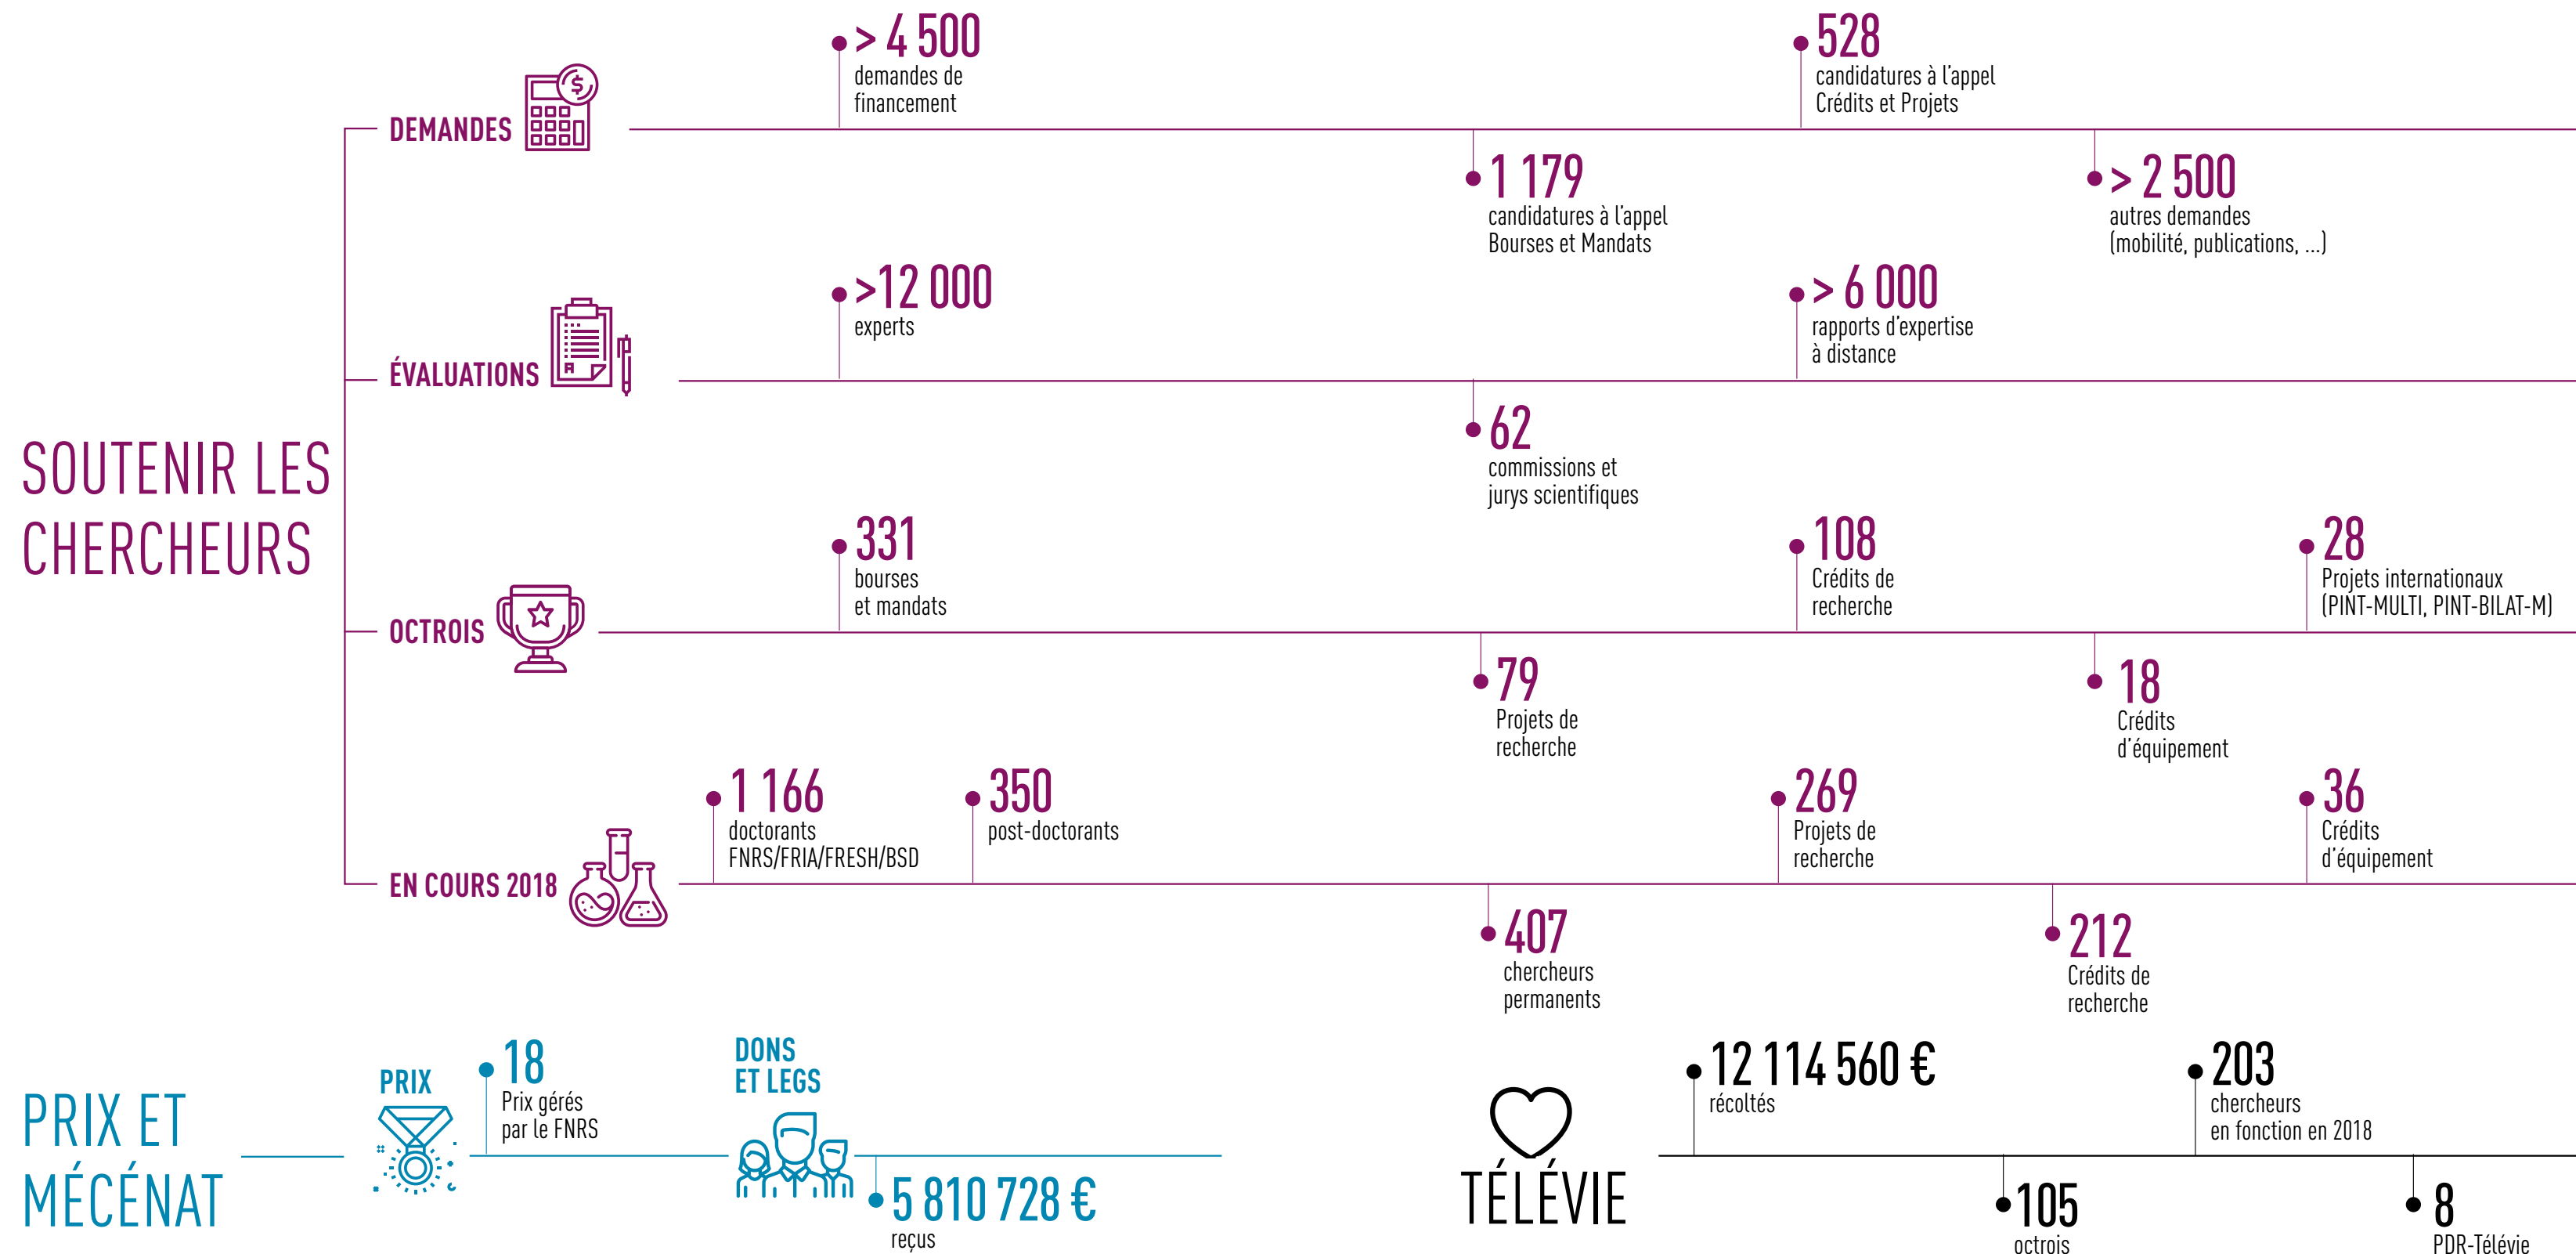 SOUTENIR LES
CHERCHEURS
DEMANDES
> 4 500
demandes de
financement
1 179
candidatures à l'appel
Bourses et Mandats
528
candidatures à l'appel
Crédits et Projets
> 2 500
autres demandes
(mobilité, publications, ...)
ÉVALUATIONS
>12 000
experts
62
commissions et
jurys scientifiques
> 6 000
rapports d'expertise
à distance
OCTROIS
331
bourses
et mandats
79
Projets de
recherche
108
Crédits de
recherche
18
Crédits
d'équipement
28
Projets internationaux
(PINT-MULTI, PINT-BILAT-M)
EN COURS 2018
1 166
doctorants
FNRS/FRIA/FRESH/BSD
350
post-doctorants
407
chercheurs
permanents
269
Projets de
recherche
212
Crédits de
recherche
36
Crédits
d'équipement
PRIX ET
MÉCÉNAT
PRIX
18
Prix gérés
par le FNRS
DONS
ET LEGS
5 810 728 €
reçus
TÉLÉVIE
12 114 560 €
récoltés
105
octrois
203
chercheurs
en fonction en 2018
8
PDR-Télévie